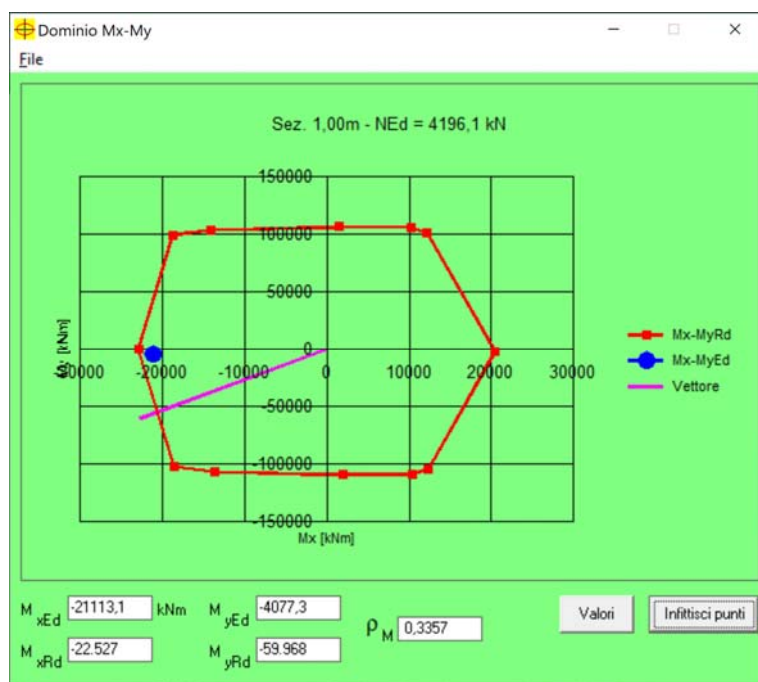 Dominio Mx-My
File
Sez. 1,00m - NEd = 4196,1 kN
150000
100000
50000
0
-20000
-10000
0
10000
20000
30000
-50000
-100000
-150000
[kNm]
Mx [kNm]
Mx-MyRd
Mx-MyEd
Vettore
M xEd -21113,1 kNm M yEd -4077,3
ρ M 0,3357
Valori
Infittisci punti
M xRd -22.527 M yRd -59.968